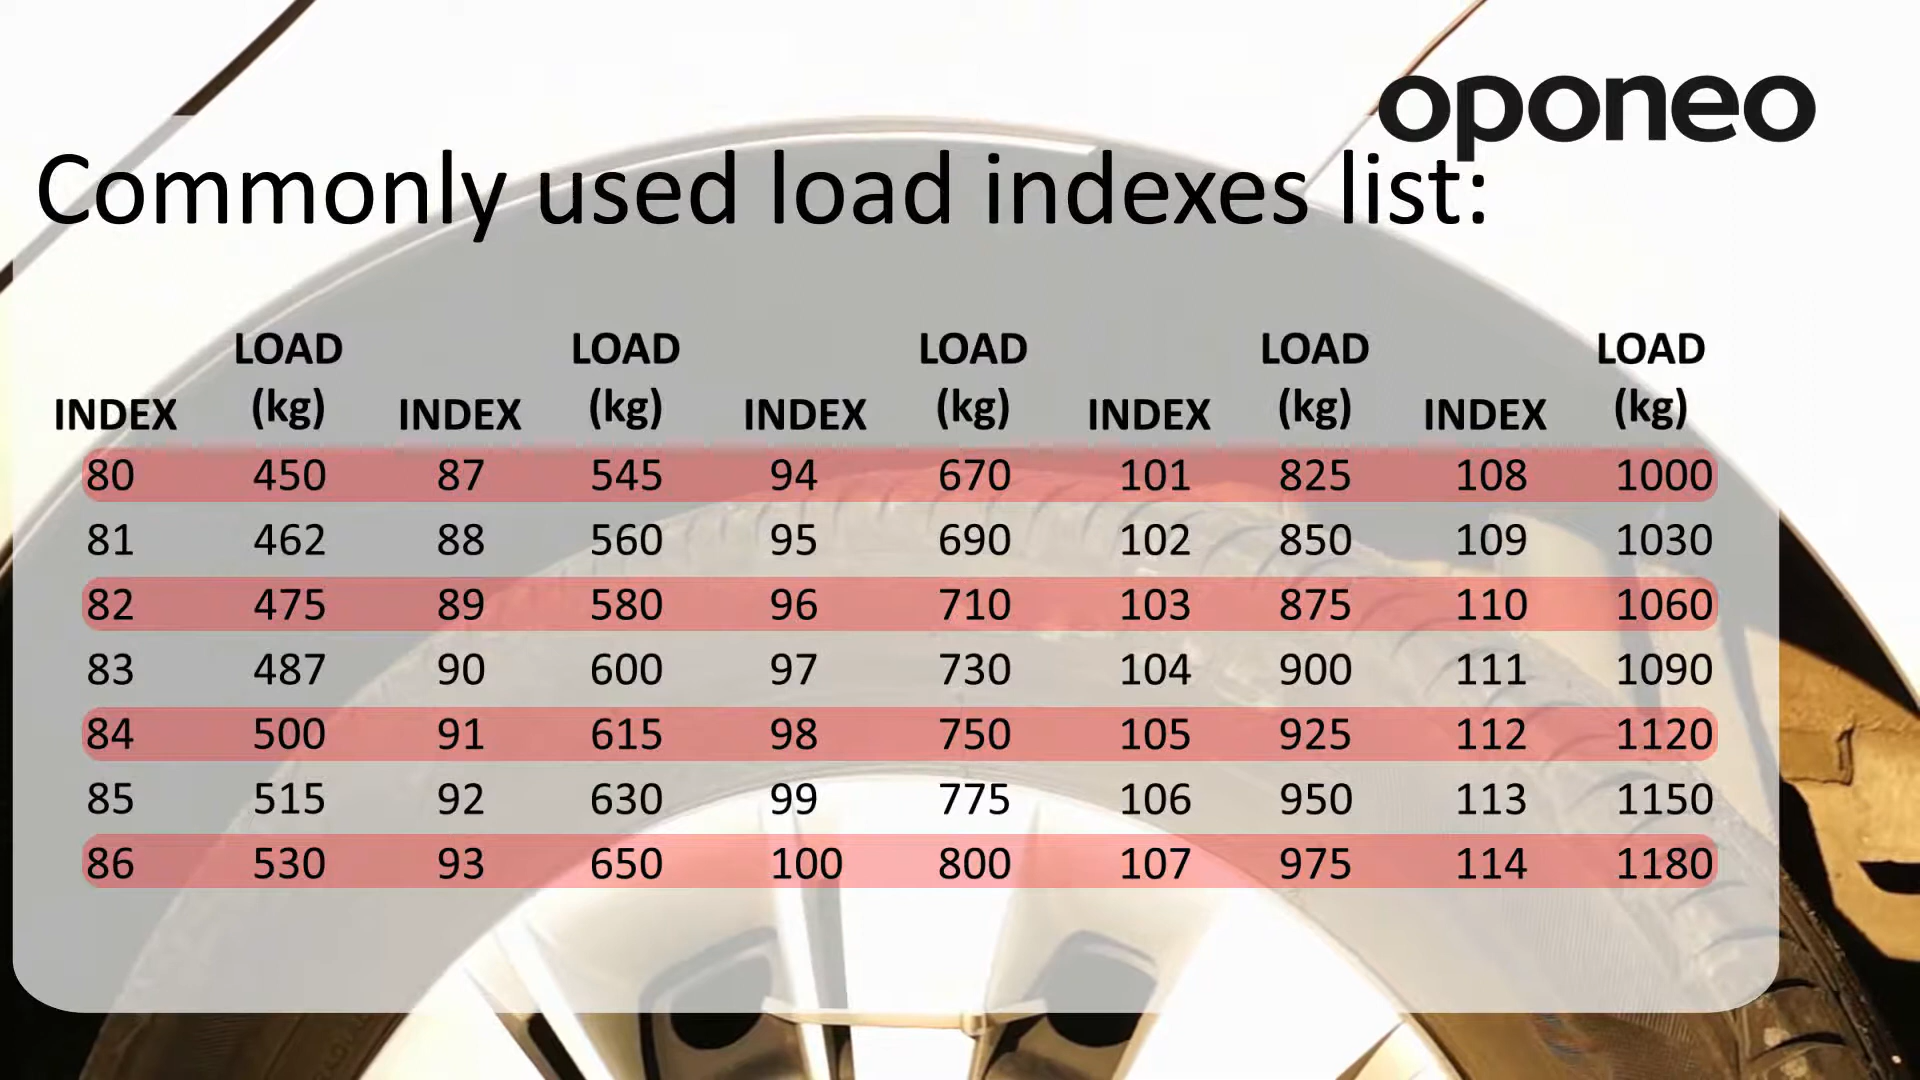 oponeo
Commonly used load indexes list:
INDEX LOAD (kg) INDEX LOAD (kg) INDEX LOAD (kg) INDEX LOAD (kg) INDEX LOAD (kg)
80 450 87 545 94 670 101 825 108 1000
81 462 88 560 95 690 102 850 109 1030
82 475 89 580 96 710 103 875 110 1060
83 487 90 600 97 730 104 900 111 1090
84 500 91 615 98 750 105 925 112 1120
85 515 92 630 99 775 106 950 113 1150
86 530 93 650 100 800 107 975 114 1180